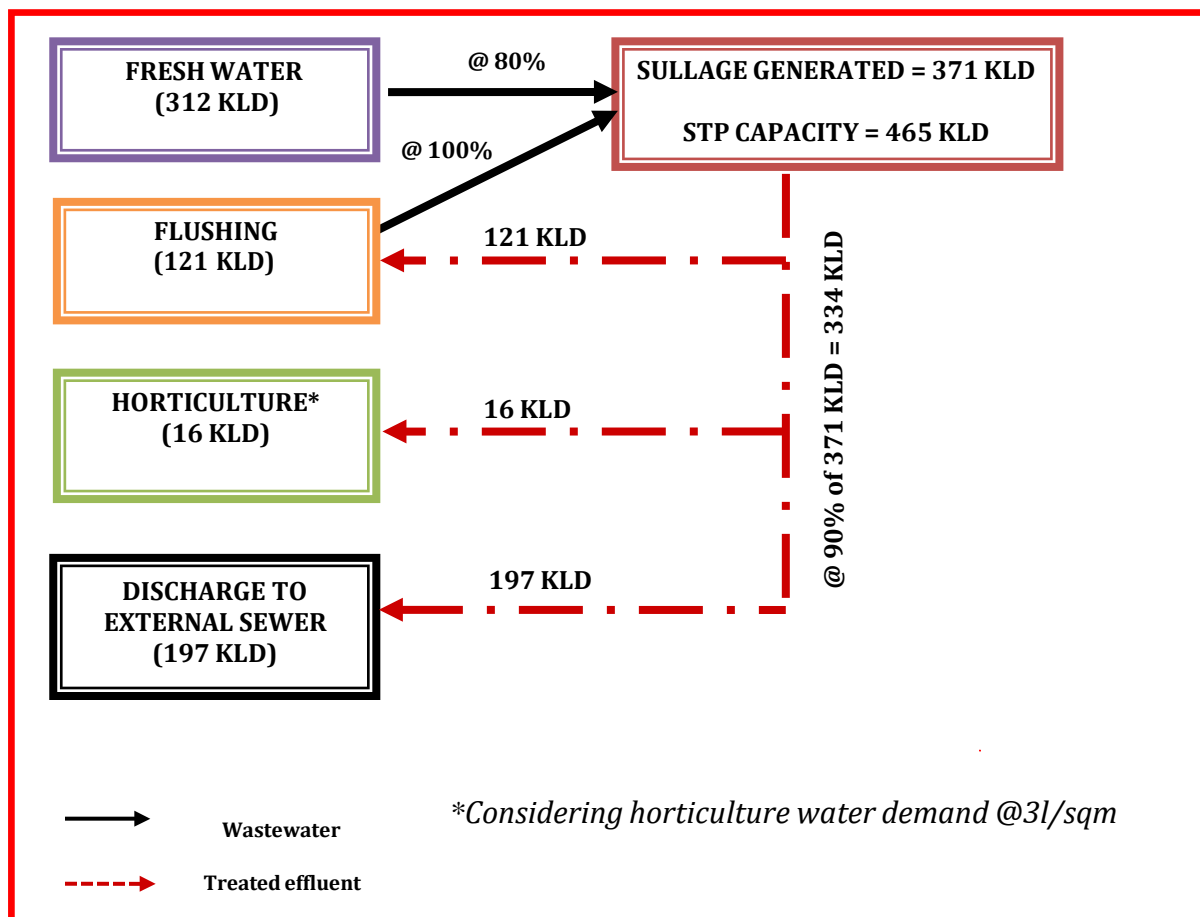 FRESH WATER
(312 KLD)
@ 80%
SULLAGE GENERATED = 371 KLD
STP CAPACITY = 465 KLD
@ 100%
FLUSHING
(121 KLD)
121 KLD
@ 90% of 371 KLD = 334 KLD
HORTICULTURE*
(16 KLD)
16 KLD
DISCHARGE TO
EXTERNAL SEWER
(197 KLD)
197 KLD
*Considering horticulture water demand @3l/sqm
Wastewater
Treated effluent